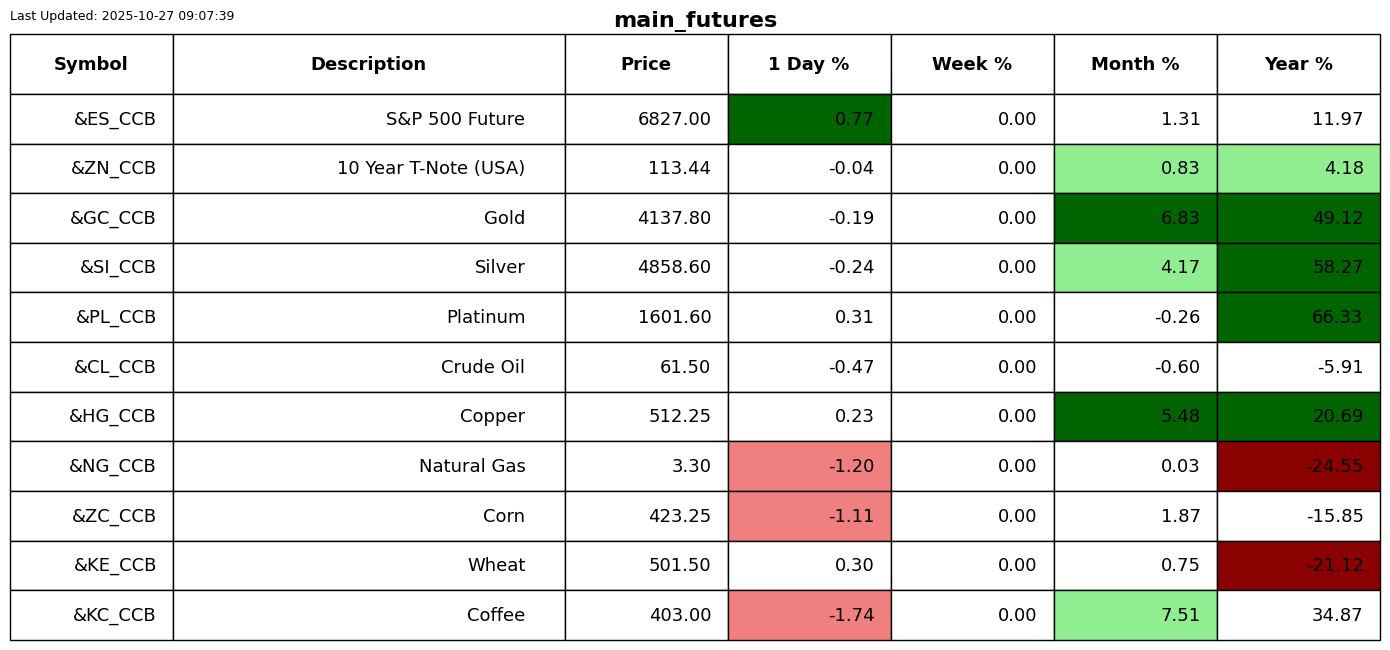 Last Updated: 2025-10-27 09:07:39
main_futures
Symbol Description Price 1 Day % Week % Month % Year %
&ES_CCB S&P 500 Future 6827.00 0.77 0.00 1.31 11.97
&ZN_CCB 10 Year T-Note (USA) 113.44 -0.04 0.00 0.83 4.18
&GC_CCB Gold 4137.80 -0.19 0.00 6.83 49.12
&SI_CCB Silver 4858.60 -0.24 0.00 4.17 58.27
&PL_CCB Platinum 1601.60 0.31 0.00 -0.26 66.33
&CL_CCB Crude Oil 61.50 -0.47 0.00 -0.60 -5.91
&HG_CCB Copper 512.25 0.23 0.00 5.48 20.69
&NG_CCB Natural Gas 3.30 -1.20 0.00 0.03 -24.55
&ZC_CCB Corn 423.25 -1.11 0.00 1.87 -15.85
&KE_CCB Wheat 501.50 0.30 0.00 0.75 -21.12
&KC_CCB Coffee 403.00 -1.74 0.00 7.51 34.87